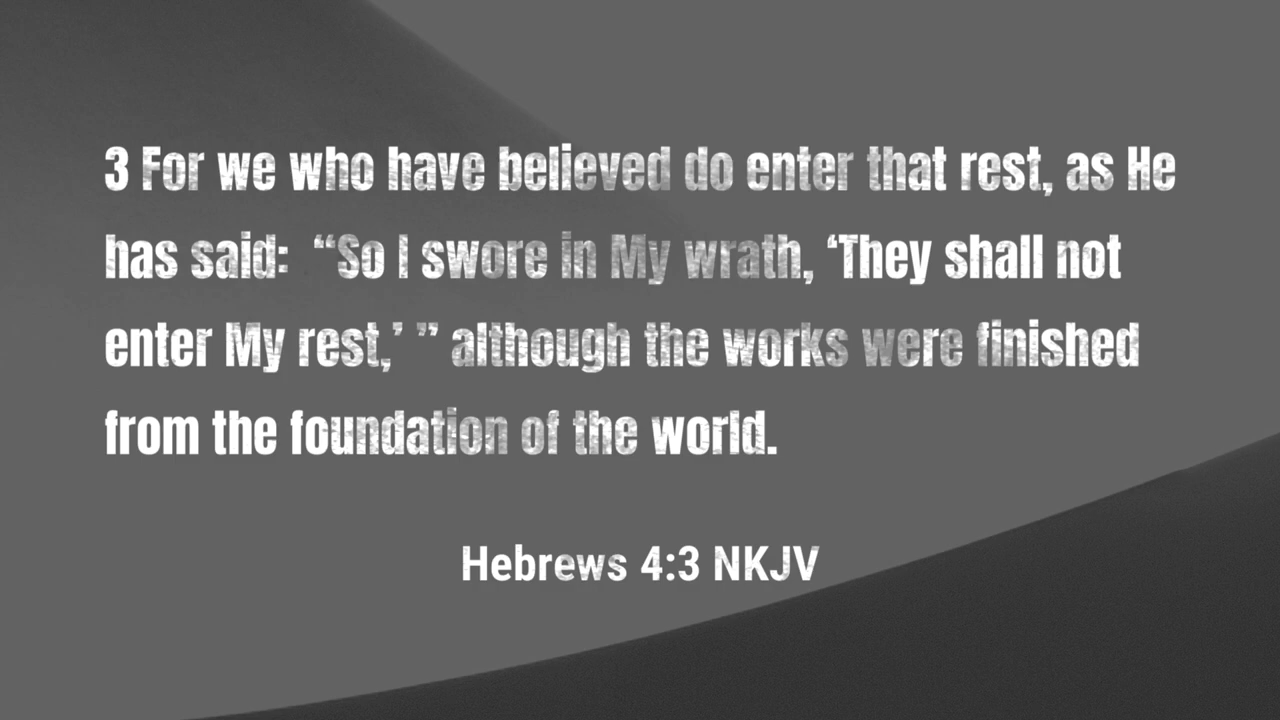 3 For we who have believed do enter that rest, as He
has said:  “So I swore in My wrath, ‘They shall not
enter My rest,’ ” although the works were finished
from the foundation of the world.
Hebrews 4:3 NKJV